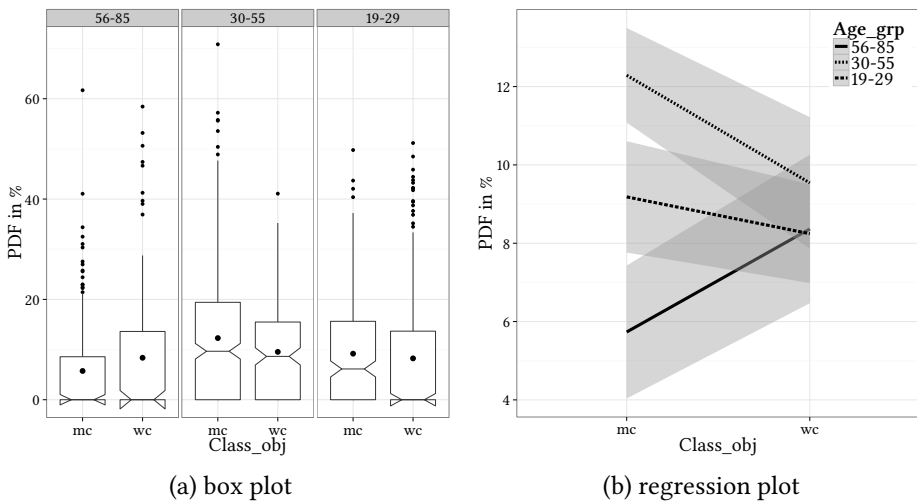 56-85 30-55 19-29
60
40
20
0
PDF in %
mc wc mc wc mc wc
Class_obj
(a) box plot
Age_grp
56-85
30-55
19-29
12
10
8
6
4
PDF in %
mc wc
Class_obj
(b) regression plot